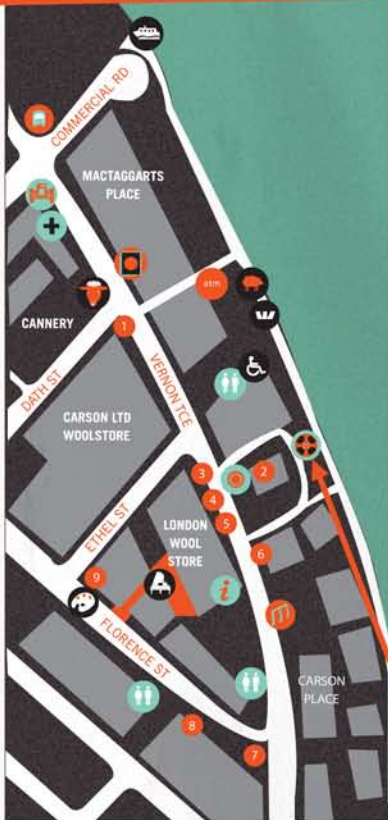 COMMERCIAL RD
MACTAGGARTS
PLACE
atm
CANNERY
1
DATH ST
VERNON TCE
CARSON LTD
WOOLSTORE
3
2
4
ETHEL ST
5
LONDON
WOOL
STORE
6
9
i
FLORENCE ST
CARSON
PLACE
8
7